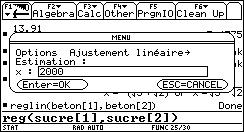 F1 F2 F3 F4 F5 F6
Algebra Calc Other PrgmIO Clean Up
13.91
MENU
Options Ajustement linéaire→
Estimation :
x : 2000
Enter=OK ESC=CANCEL
reglin(beton[1],beton[2]) Done
reg(sucre[1],sucre[2])
STAT RAD AUTO FUNC 25/30